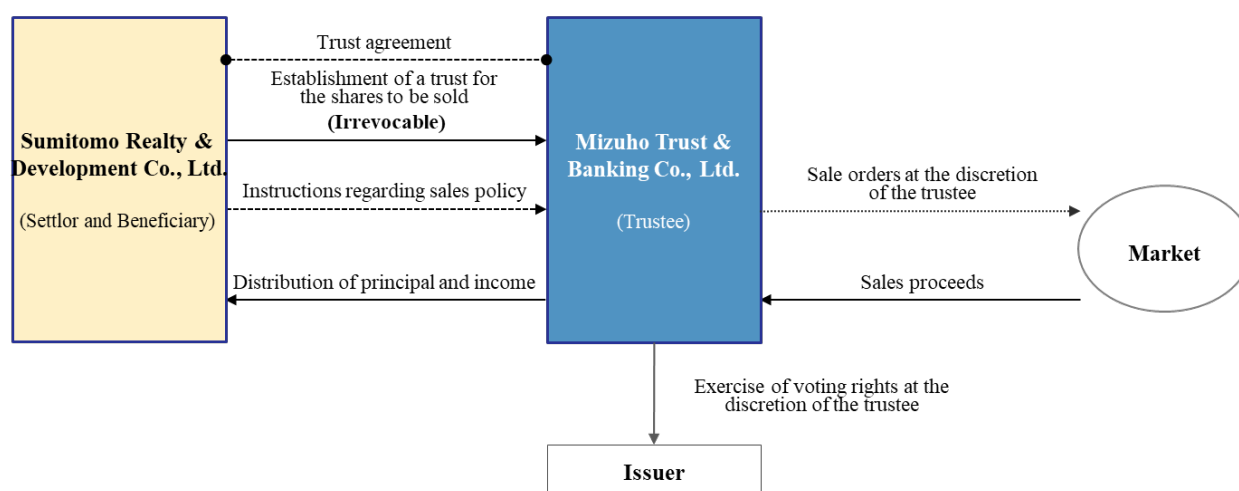 Trust agreement
Establishment of a trust for
the shares to be sold
(Irrevocable)
Sumitomo Realty &
Development Co., Ltd.
(Settlor and Beneficiary)
Mizuho Trust &
Banking Co., Ltd.
(Trustee)
Instructions regarding sales policy
Sale orders at the discretion
of the trustee
Market
Distribution of principal and income
Sales proceeds
Exercise of voting rights at the
discretion of the trustee
Issuer